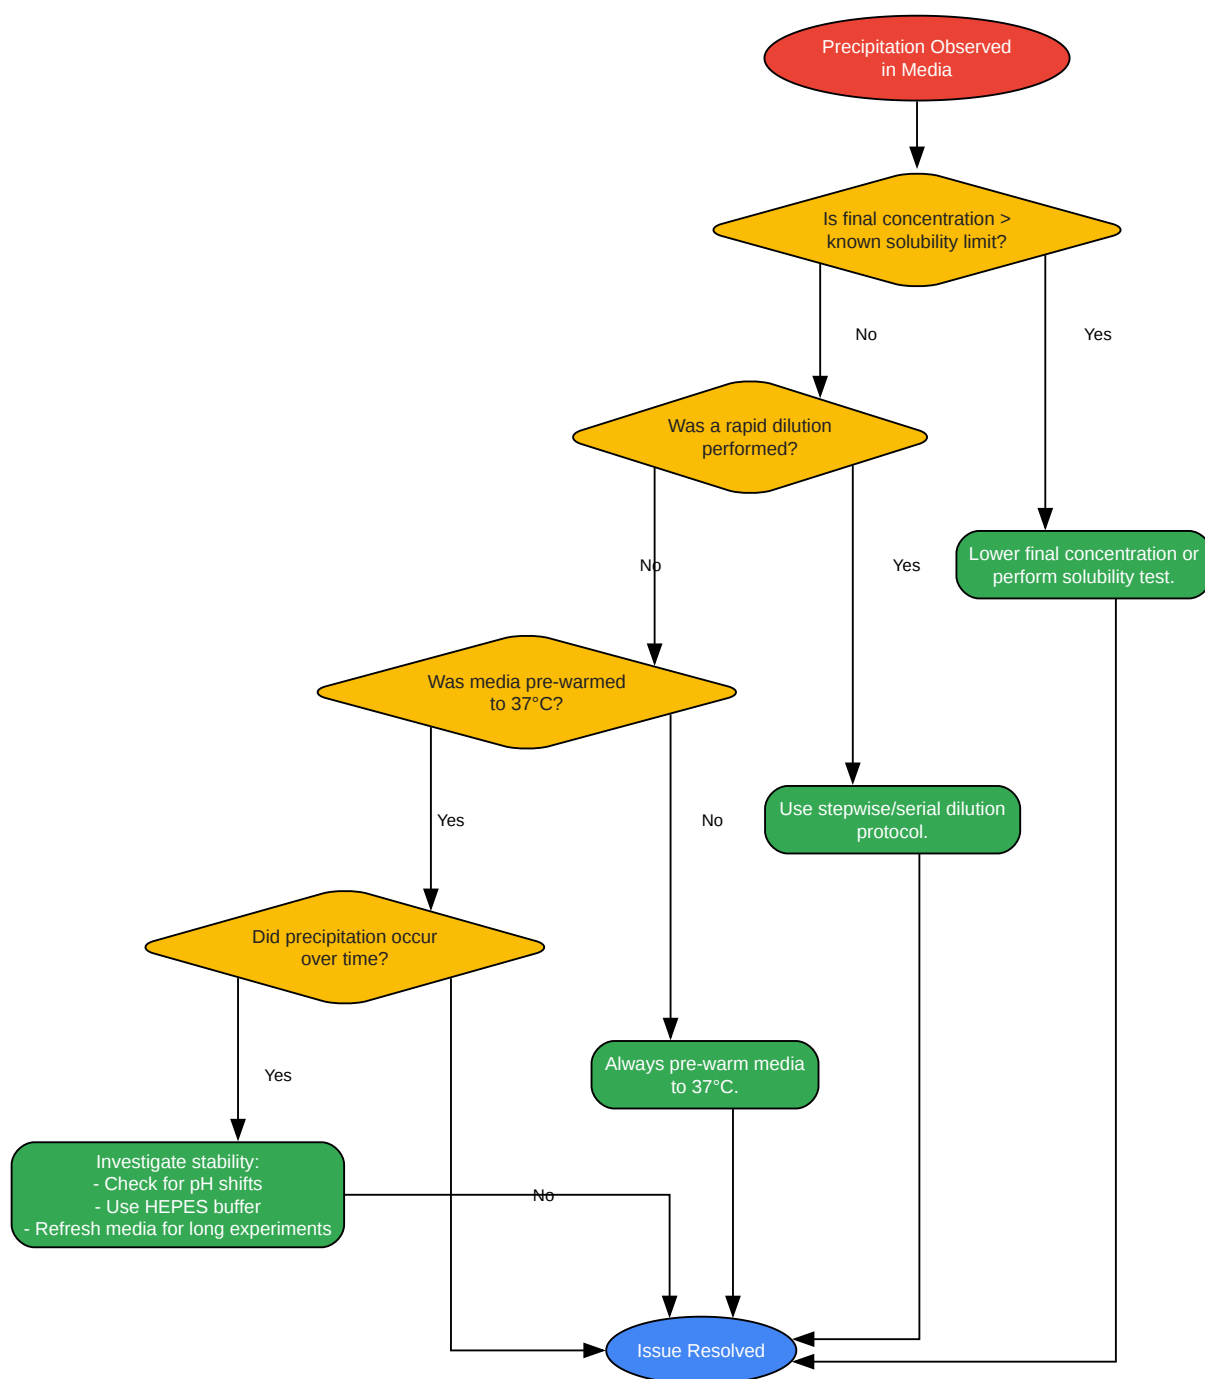 Precipitation Observed
in Media
Is final concentration >
known solubility limit?
No
Yes
Was a rapid dilution
performed?
No
Yes
Lower final concentration or
perform solubility test.
Was media pre-warmed
to 37°C?
Yes
No
Use stepwise/serial dilution
protocol.
Did precipitation occur
over time?
Yes
Always pre-warm media
to 37°C.
Investigate stability:
- Check for pH shifts
- Use HEPES buffer
- Refresh media for long experiments
No
Issue Resolved